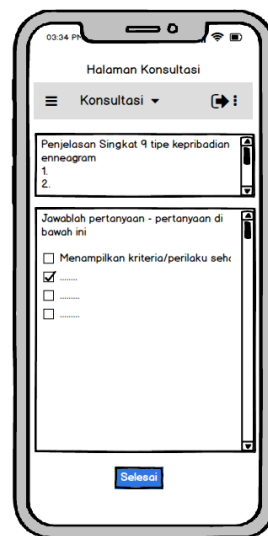 03:34 PM
Halaman Konsultasi
Konsultasi
Penjelasan Singkat 9 tipe kepribadian
enneagram
1.
2.
Jawablah pertanyaan - pertanyaan di
bawah ini
Menampilkan kriteria/perilaku seha
........
........
........
Selesai